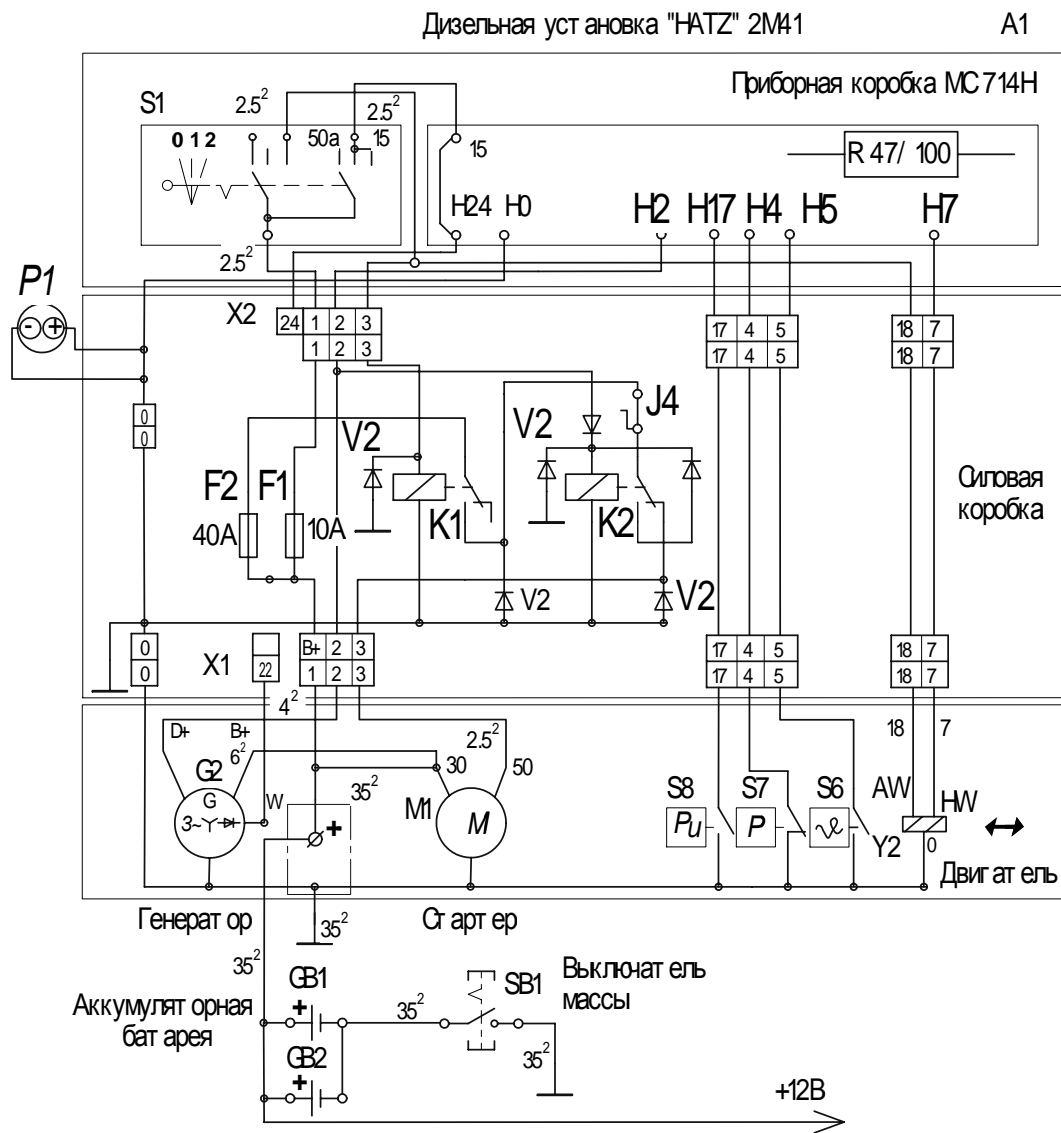 Дизельная установка "HATZ" 2М41
А1
Приборная коробка МС 714Н
S1
2.5²
2.5²
0 1 2
50a
15
15
R 47/ 100
H24
H0
H2
H17
H4
H5
H7
2.5²
P1
- +
X2
24 1 2 3
1 2 3
17 4 5
17 4 5
18 7
18 7
0
0
J4
V2
V2
F2
F1
40A
10A
K1
K2
Силовая
коробка
V2
V2
0
0
X1
22
B+ 2 3
1 2 3
17 4 5
17 4 5
18 7
18 7
4²
D+
B+
6²
2.5²
18
7
G2
G
3~
W
35²
+
30
50
M1
M
S8
Pu
S7
P
S6
AW
HW
Y2
0
Двигатель
Генератор
35²
Стартер
35²
GB1
+
35²
SB1
Выключатель
массы
Аккумуляторная
батарея
GB2
+
35²
+12В